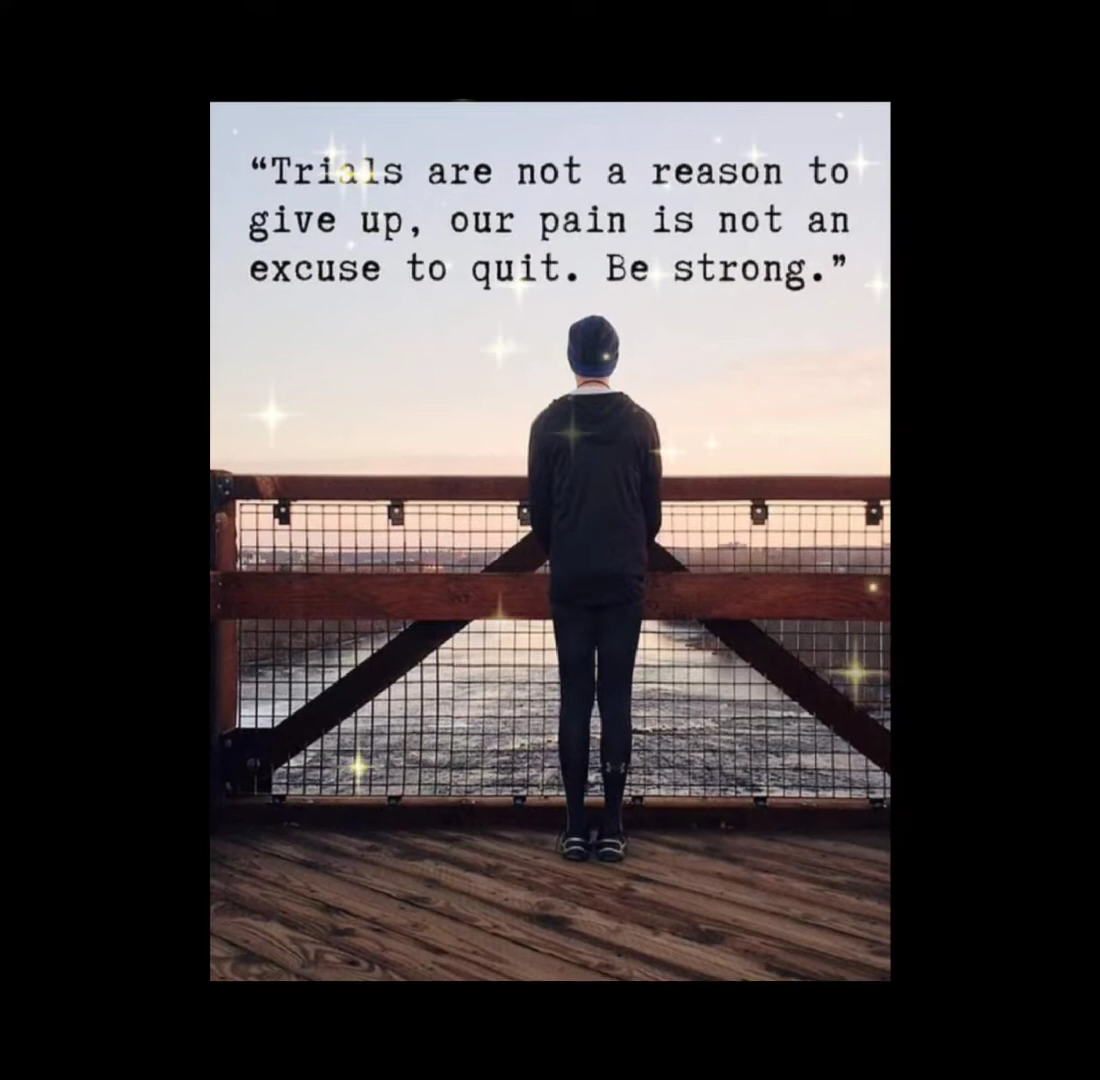 “Trials are not a reason to
give up, our pain is not an
excuse to quit. Be strong.”